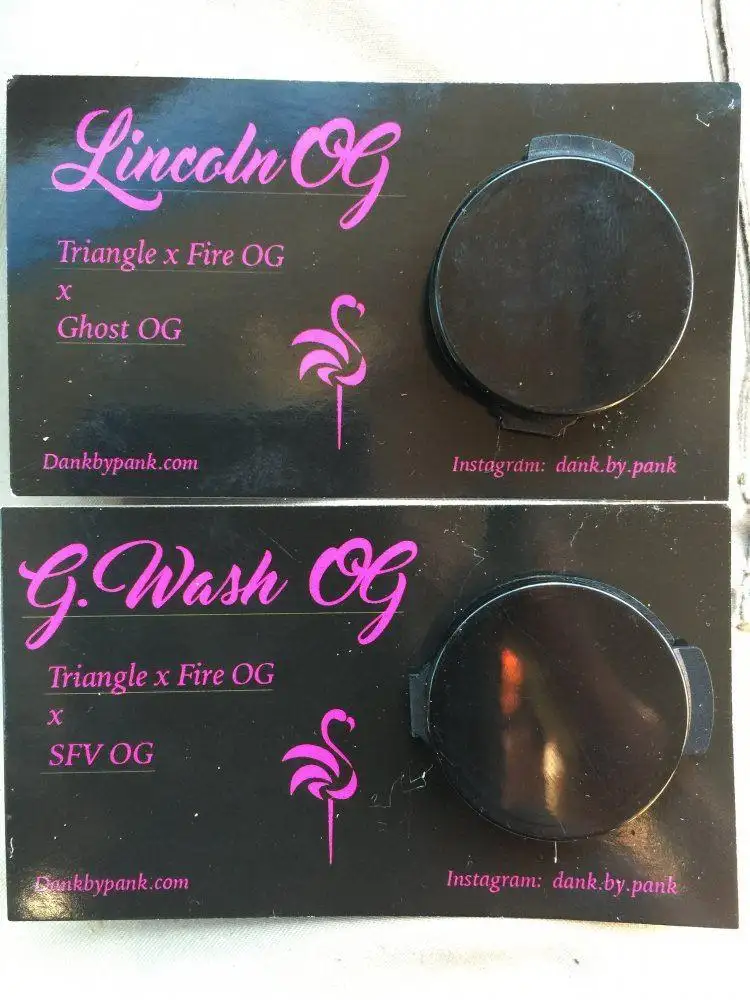 Lincoln OG
Triangle x Fire OG
x
Ghost OG
Dankbypank.com
Instagram: dank.by.pank
G.Wash OG
Triangle x Fire OG
x
SFV OG
Dankbypank.com
Instagram: dank.by.pank